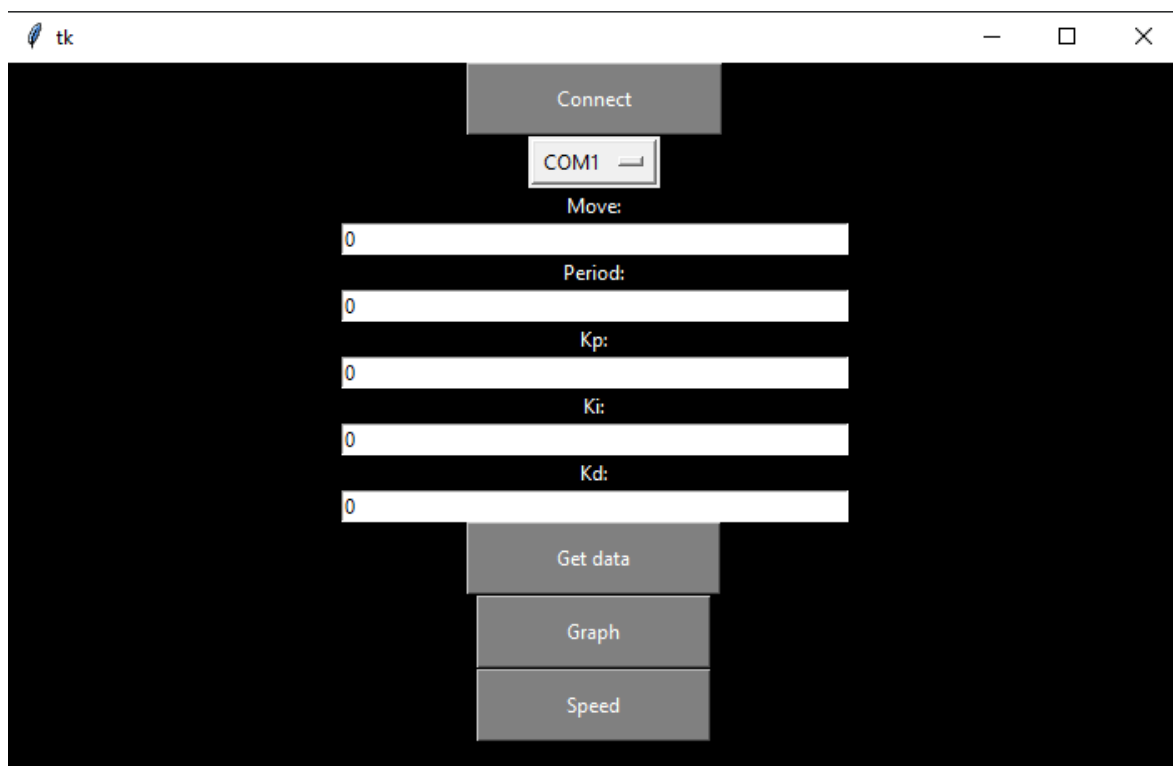 tk
Connect
COM1
Move:
0
Period:
0
Kp:
0
Ki:
0
Kd:
0
Get data
Graph
Speed